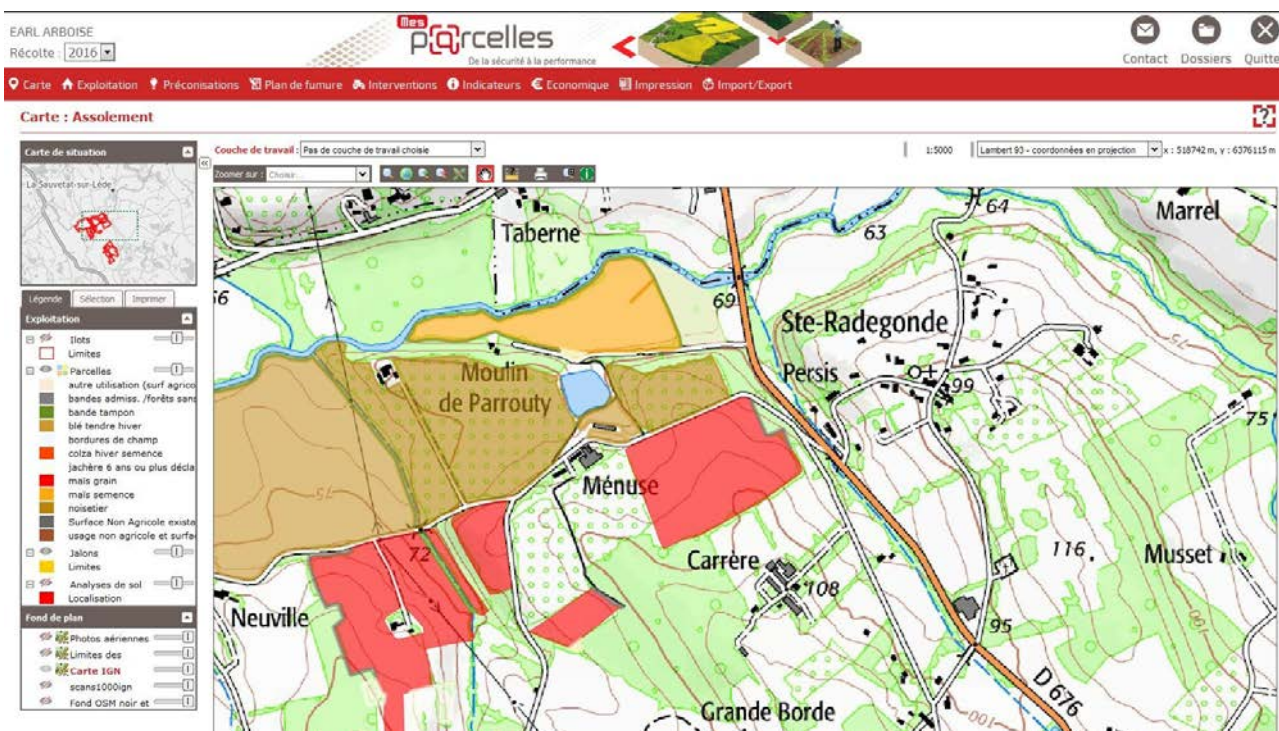 EARL ARBOISE
Récolte : 2016
Mes p@rcelles
De la sécurité à la performance
Contact Dossiers Quitte
Carte Exploitation Préconisations Plan de fumure Interventions Indicateurs Economique Impression Import/Export
Carte : Assolement
[?]
Carte de situation
La Sauvetat-sur-Lède
Couche de travail : Pas de couche de travail choisie
1:5000 Lambert 93 - coordonnées en projection x : 518742 m, y : 6376115 m
Zoomer sur : Choisir...
Légende Sélection Imprimer
Exploitation
Ilots
Limites
Parcelles
autre utilisation (surf agrico
bandes admiss. /forêts sans
bande tampon
blé tendre hiver
bordures de champ
colza hiver semence
jachère 6 ans ou plus décla
maïs grain
maïs semence
noisetier
Surface Non Agricole exista
usage non agricole et surfa
Jalons
Limites
Analyses de sol
Localisation
Fond de plan
Photos aériennes
Limites des
Carte IGN
scans1000ign
Fond OSM noir et
64
Marrel
Taberne
63
69
Ste-Radegonde
75
Moulin
de Parrouty
Persis
99
75
Ménuse
75
72
Carrère
116
Musset
108
Neuville
95
100
D 676
Grande Borde
100